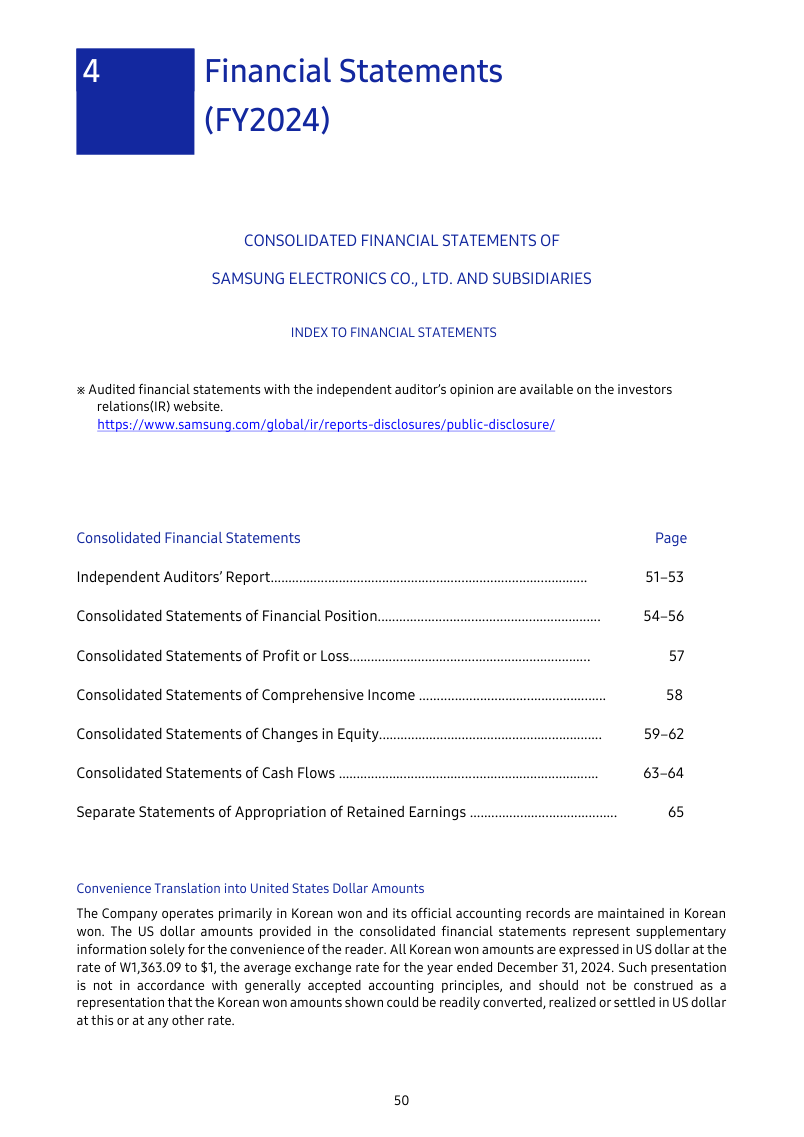 4
Financial Statements
(FY2024)
CONSOLIDATED FINANCIAL STATEMENTS OF
SAMSUNG ELECTRONICS CO., LTD. AND SUBSIDIARIES
INDEX TO FINANCIAL STATEMENTS
※ Audited financial statements with the independent auditor’s opinion are available on the investors
relations(IR) website.
https://www.samsung.com/global/ir/reports-disclosures/public-disclosure/
Consolidated Financial Statements Page
Independent Auditors’ Report........................................................................................ 51–53
Consolidated Statements of Financial Position.............................................................. 54–56
Consolidated Statements of Profit or Loss................................................................... 57
Consolidated Statements of Comprehensive Income .................................................... 58
Consolidated Statements of Changes in Equity.............................................................. 59–62
Consolidated Statements of Cash Flows ........................................................................ 63–64
Separate Statements of Appropriation of Retained Earnings ......................................... 65
Convenience Translation into United States Dollar Amounts
The Company operates primarily in Korean won and its official accounting records are maintained in Korean
won. The US dollar amounts provided in the consolidated financial statements represent supplementary
information solely for the convenience of the reader. All Korean won amounts are expressed in US dollar at the
rate of W1,363.09 to $1, the average exchange rate for the year ended December 31, 2024. Such presentation
is not in accordance with generally accepted accounting principles, and should not be construed as a
representation that the Korean won amounts shown could be readily converted, realized or settled in US dollar
at this or at any other rate.
50